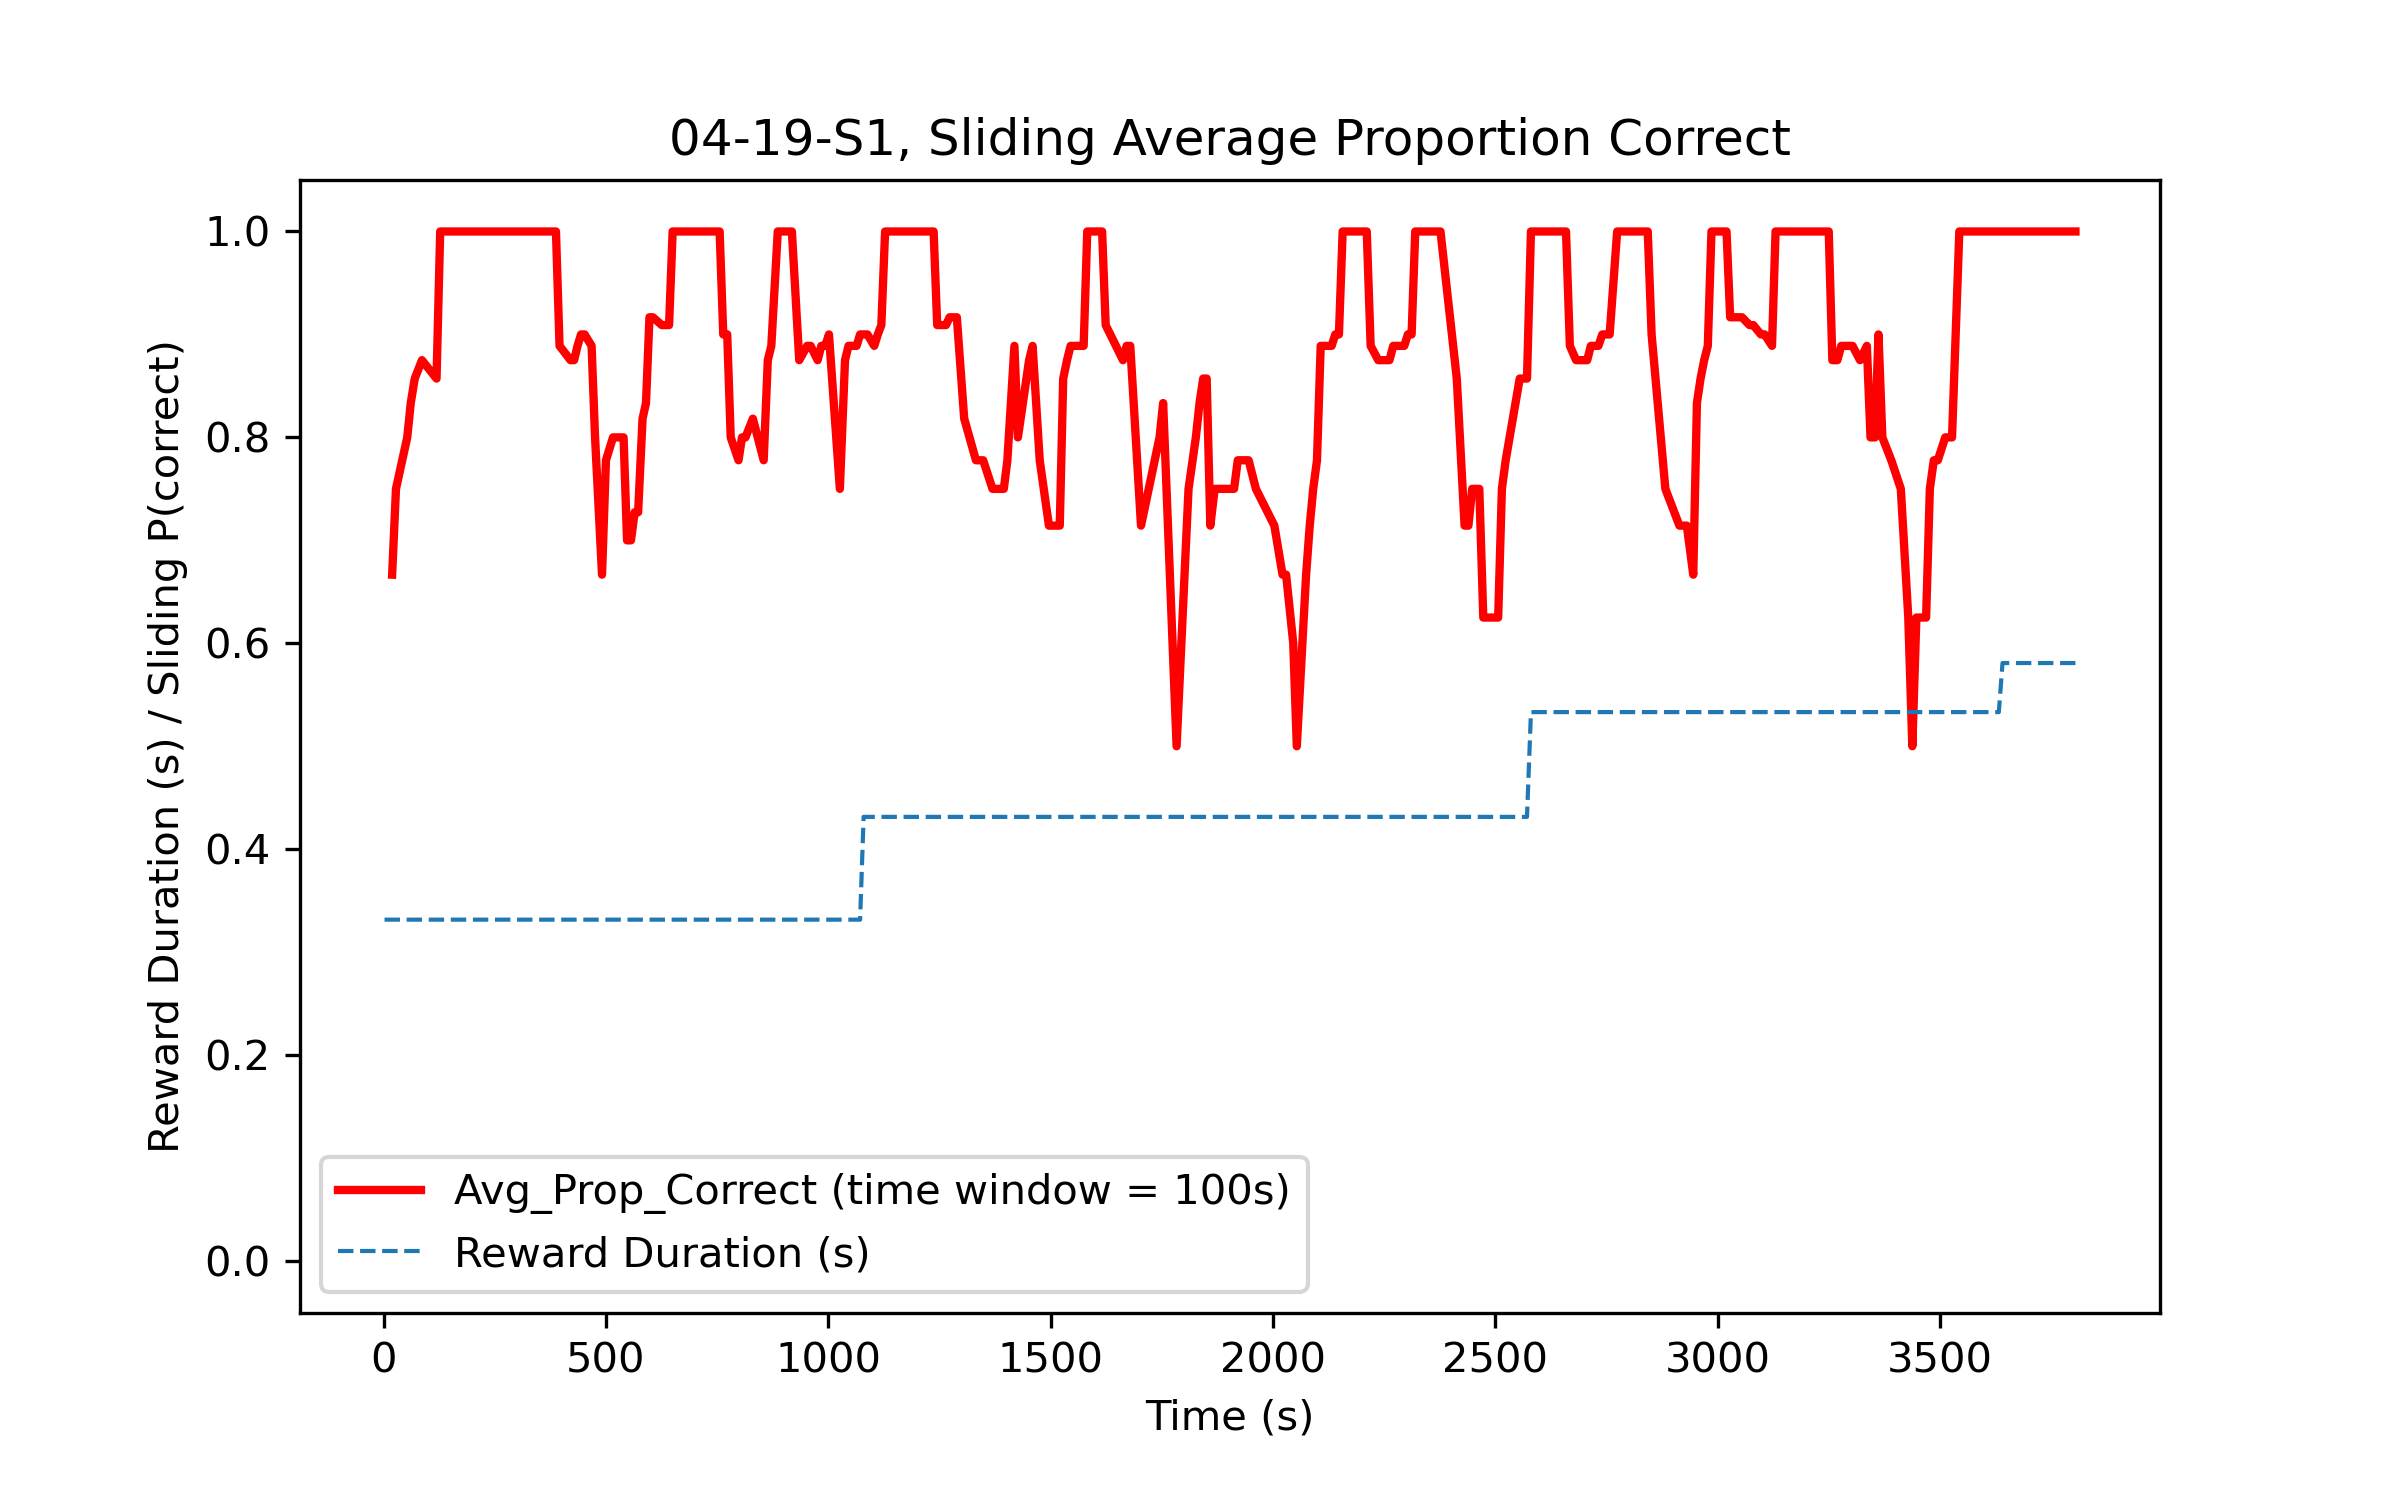 04-19-S1, Sliding Average Proportion Correct
Reward Duration (s) / Sliding P(correct)
1.0
0.8
0.6
0.4
0.2
0.0
Avg_Prop_Correct (time window = 100s)
Reward Duration (s)
0 500 1000 1500 2000 2500 3000 3500
Time (s)